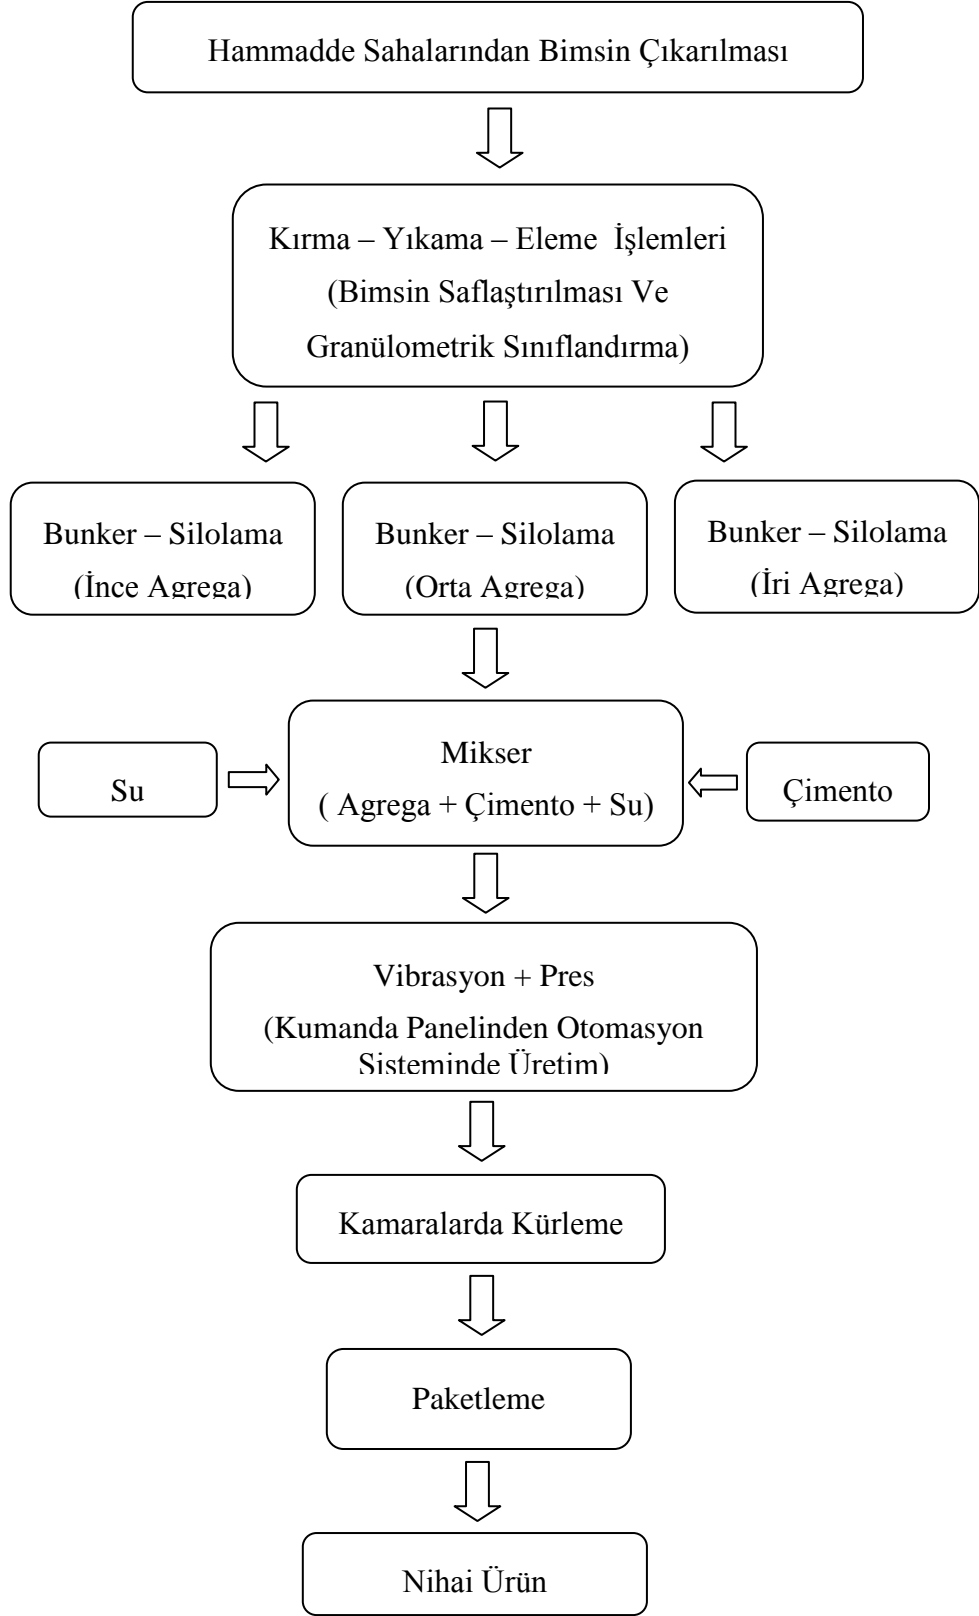 Hammadde Sahalarından Bimsin Çıkarılması
Kırma – Yıkama – Eleme İşlemleri
(Bimsin Saflaştırılması Ve
Granülometrik Sınıflandırma)
Bunker – Silolama
(İnce Agrega)
Bunker – Silolama
(Orta Agrega)
Bunker – Silolama
(İri Agrega)
Su
Mikser
( Agrega + Çimento + Su)
Çimento
Vibrasyon + Pres
(Kumanda Panelinden Otomasyon
Sisteminde Üretim)
Kamaralarda Kürleme
Paketleme
Nihai Ürün